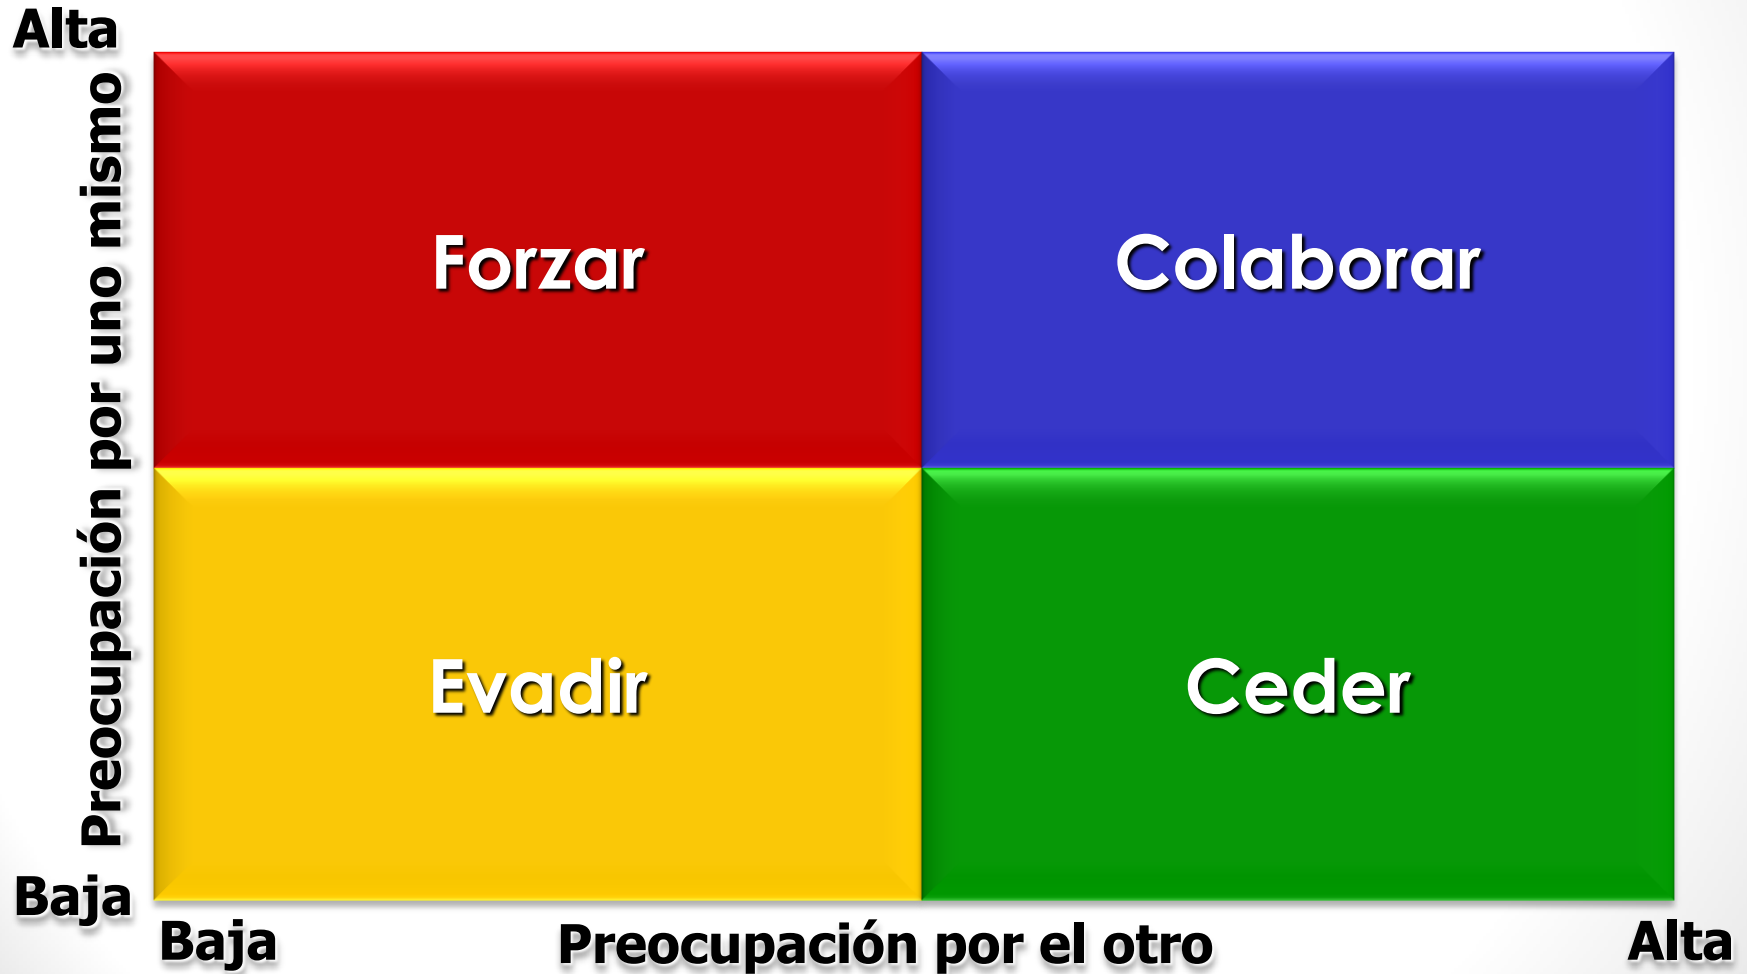 Alta
Preocupación por uno mismo
Forzar
Colaborar
Evadir
Ceder
Baja
Baja
Preocupación por el otro
Alta